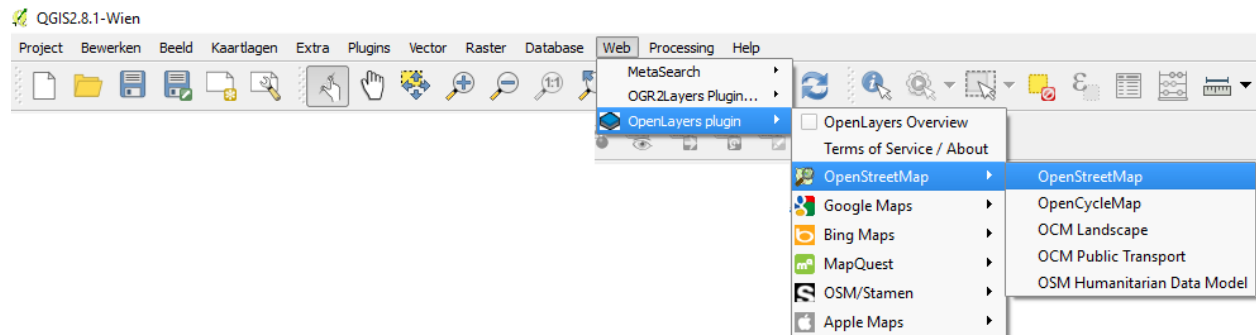 QGIS2.8.1-Wien
Project Bewerken Beeld Kaartlagen Extra Plugins Vector Raster Database Web Processing Help
1:1
MetaSearch
OGR2Layers Plugin...
OpenLayers plugin
OpenLayers Overview
Terms of Service / About
OpenStreetMap
Google Maps
Bing Maps
MapQuest
OSM/Stamen
Apple Maps
OpenStreetMap
OpenCycleMap
OCM Landscape
OCM Public Transport
OSM Humanitarian Data Model